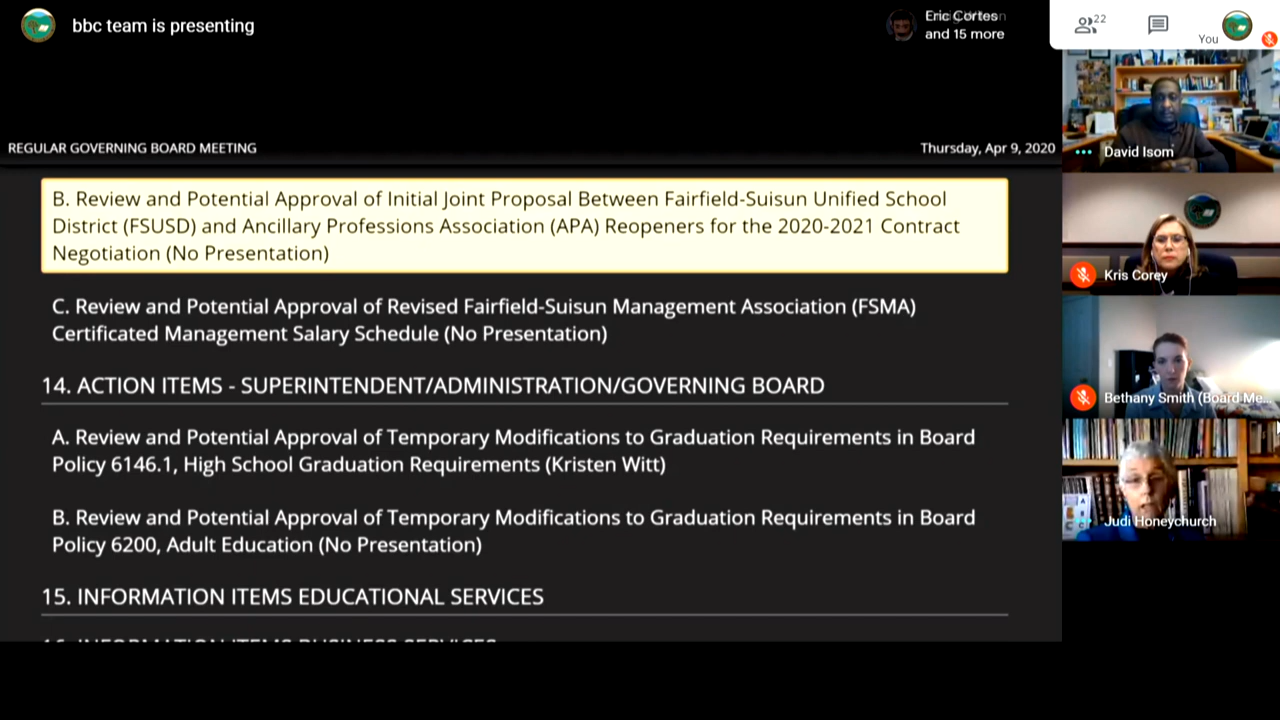 bbc team is presenting
Eric Cortes
and 15 more
22
You
REGULAR GOVERNING BOARD MEETING
Thursday, Apr 9, 2020
B. Review and Potential Approval of Initial Joint Proposal Between Fairfield-Suisun Unified School
District (FSUSD) and Ancillary Professions Association (APA) Reopeners for the 2020-2021 Contract
Negotiation (No Presentation)
C. Review and Potential Approval of Revised Fairfield-Suisun Management Association (FSMA)
Certificated Management Salary Schedule (No Presentation)
14. ACTION ITEMS - SUPERINTENDENT/ADMINISTRATION/GOVERNING BOARD
A. Review and Potential Approval of Temporary Modifications to Graduation Requirements in Board
Policy 6146.1, High School Graduation Requirements (Kristen Witt)
B. Review and Potential Approval of Temporary Modifications to Graduation Requirements in Board
Policy 6200, Adult Education (No Presentation)
15. INFORMATION ITEMS EDUCATIONAL SERVICES
16. INFORMATION ITEMS BUSINESS SERVICES
David Isom
Kris Corey
Bethany Smith (Board Me...
Judi Honeychurch